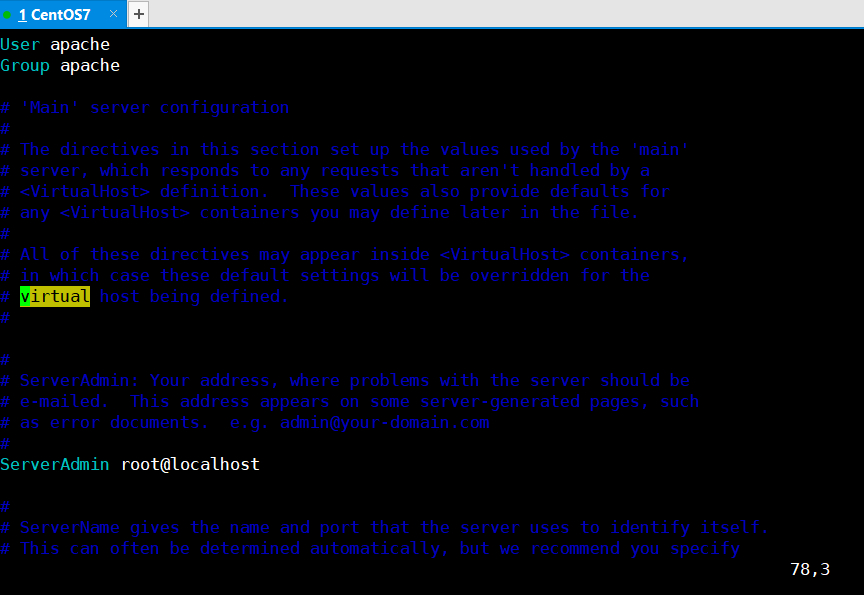 1 CentOS7 × +
User apache
Group apache
# 'Main' server configuration
#
# The directives in this section set up the values used by the 'main'
# server, which responds to any requests that aren't handled by a
# <VirtualHost> definition.  These values also provide defaults for
# any <VirtualHost> containers you may define later in the file.
#
# All of these directives may appear inside <VirtualHost> containers,
# in which case these default settings will be overridden for the
# virtual host being defined.
#
#
# ServerAdmin: Your address, where problems with the server should be
# e-mailed.  This address appears on some server-generated pages, such
# as error documents.  e.g. admin@your-domain.com
#
ServerAdmin root@localhost
#
# ServerName gives the name and port that the server uses to identify itself.
# This can often be determined automatically, but we recommend you specify
78,3